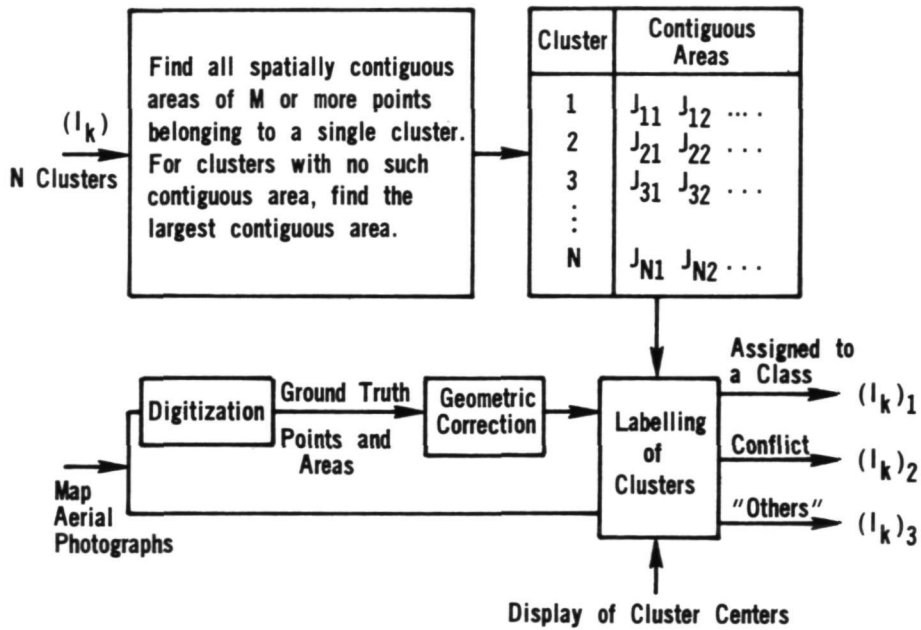 (I_k)
N Clusters
Find all spatially contiguous
areas of M or more points
belonging to a single cluster.
For clusters with no such
contiguous area, find the
largest contiguous area.
Cluster Contiguous Areas
1 J_11 J_12 ....
2 J_21 J_22 ...
3 J_31 J_32 ...
⋮
N J_N1 J_N2 ...
Map
Aerial
Photographs
Digitization
Ground Truth
Points and
Areas
Geometric
Correction
Labelling
of
Clusters
Assigned to
a Class
(I_k)_1
Conflict
(I_k)_2
"Others"
(I_k)_3
Display of Cluster Centers